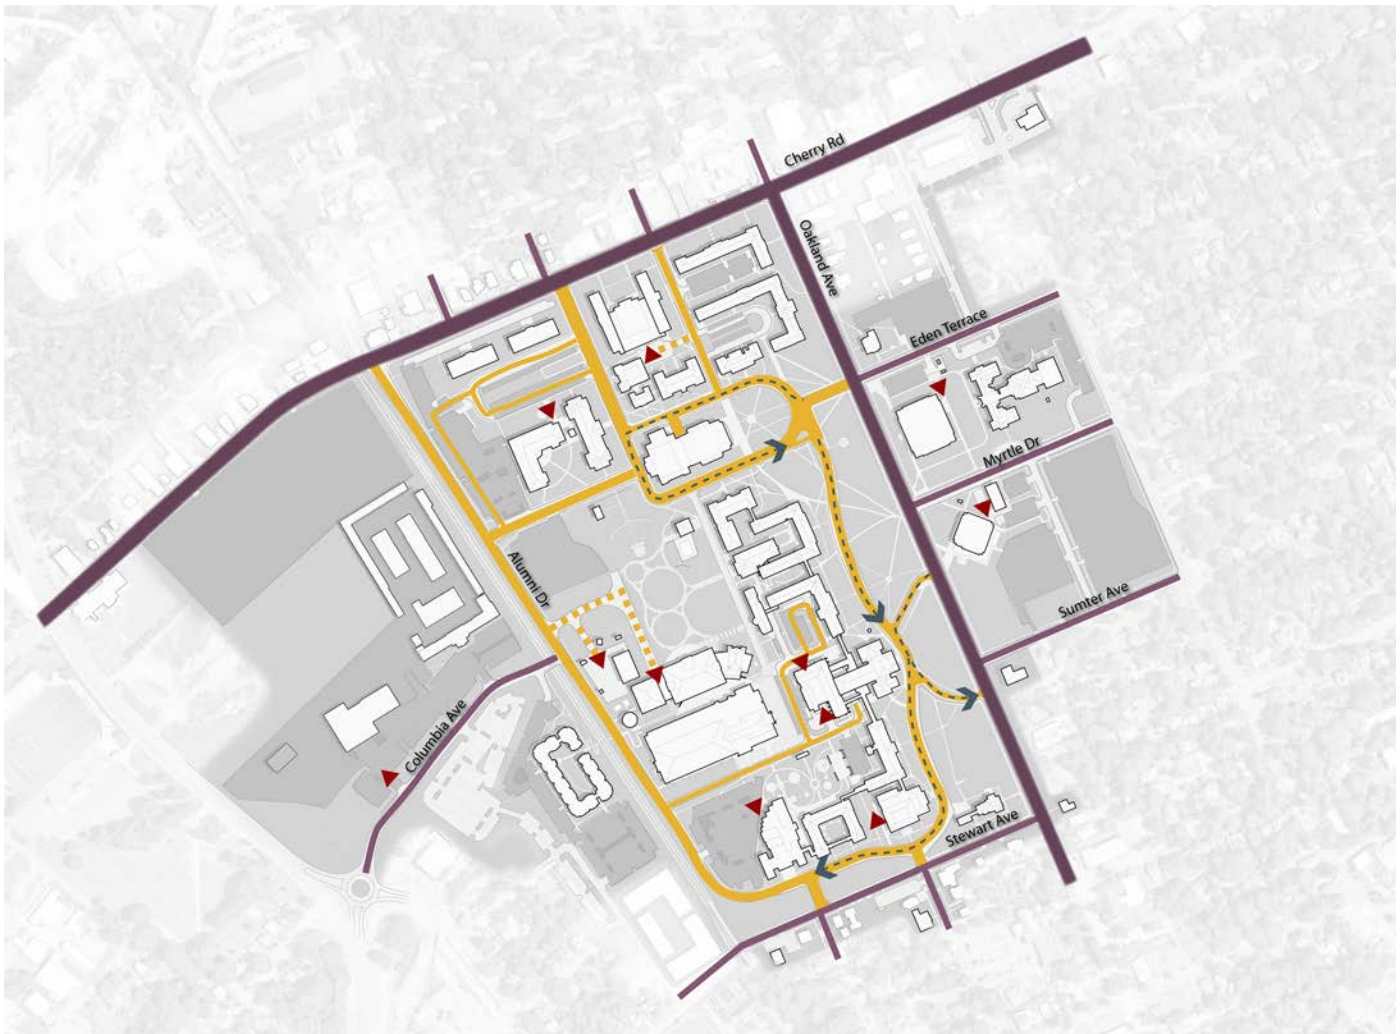 Cherry Rd
Oakland Ave
Eden Terrace
Myrtle Dr
Alumni Dr
Sumter Ave
Columbia Ave
Stewart Ave